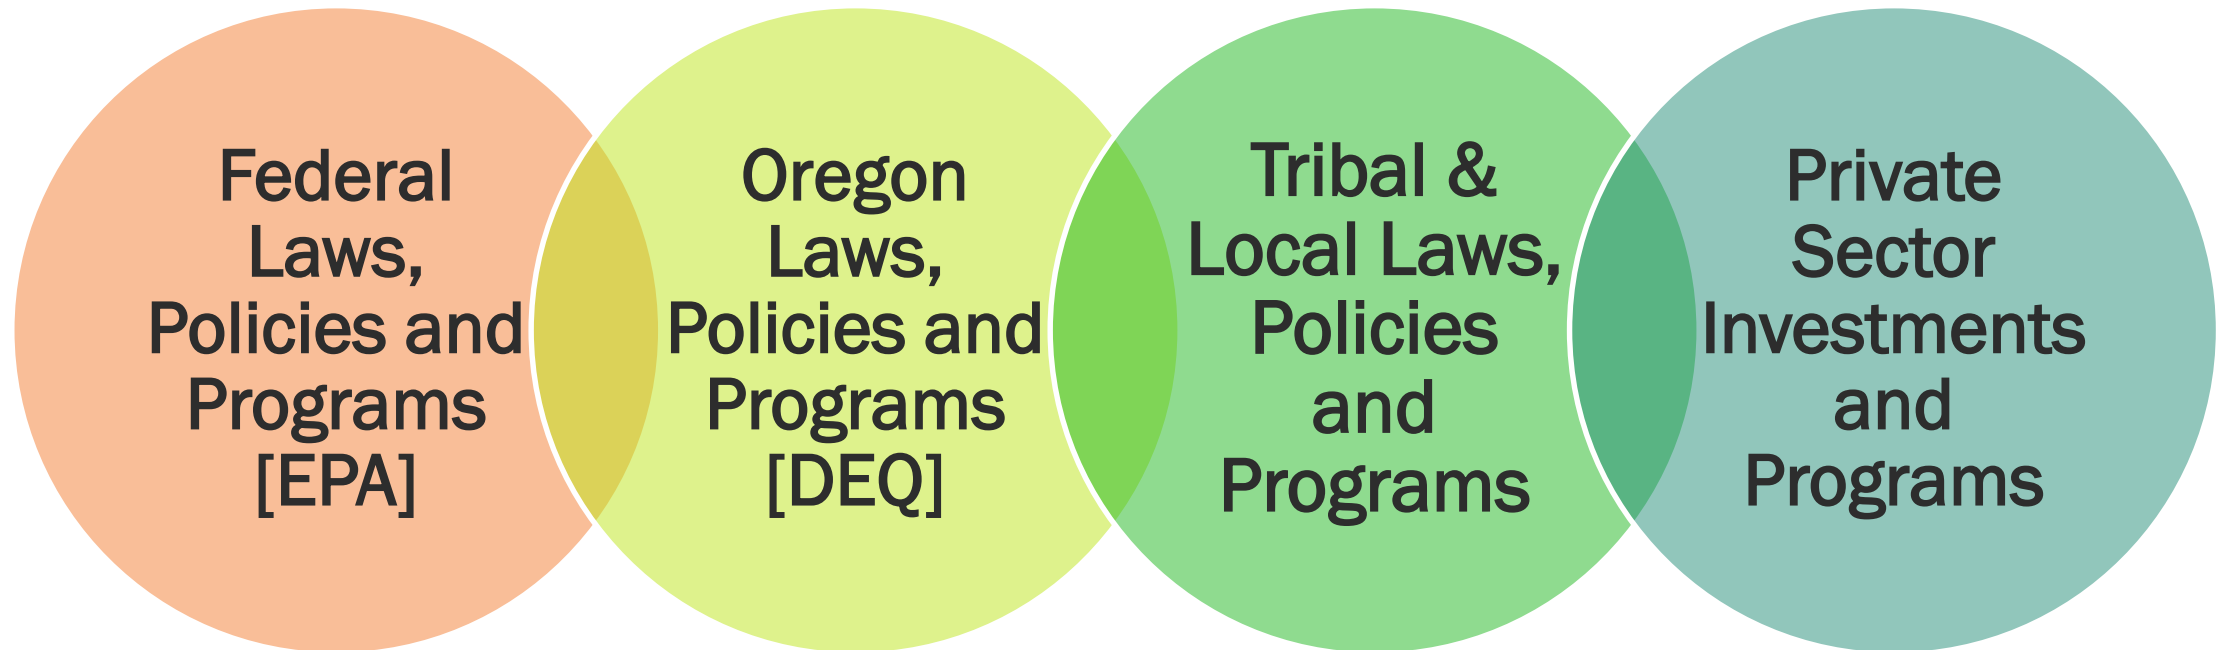 Federal
Laws,
Policies and
Programs
[EPA]
Oregon
Laws,
Policies and
Programs
[DEQ]
Tribal &
Local Laws,
Policies
and
Programs
Private
Sector
Investments
and
Programs